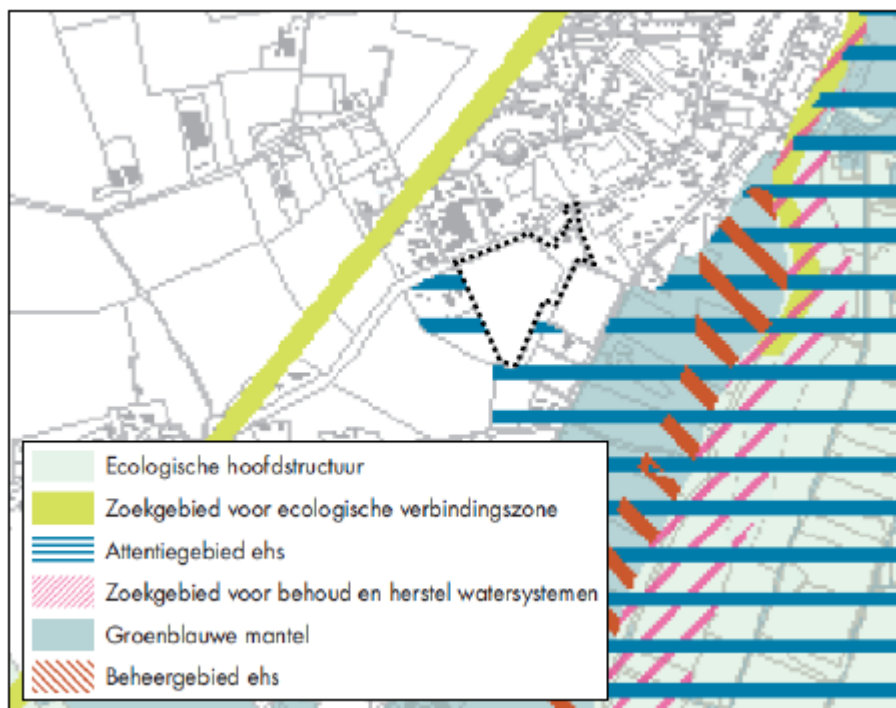 Ecologische hoofdstructuur
Zoekgebied voor ecologische verbindingszone
Attentiegebied ehs
Zoekgebied voor behoud en herstel watersystemen
Groenblauwe mantel
Beheergebied ehs